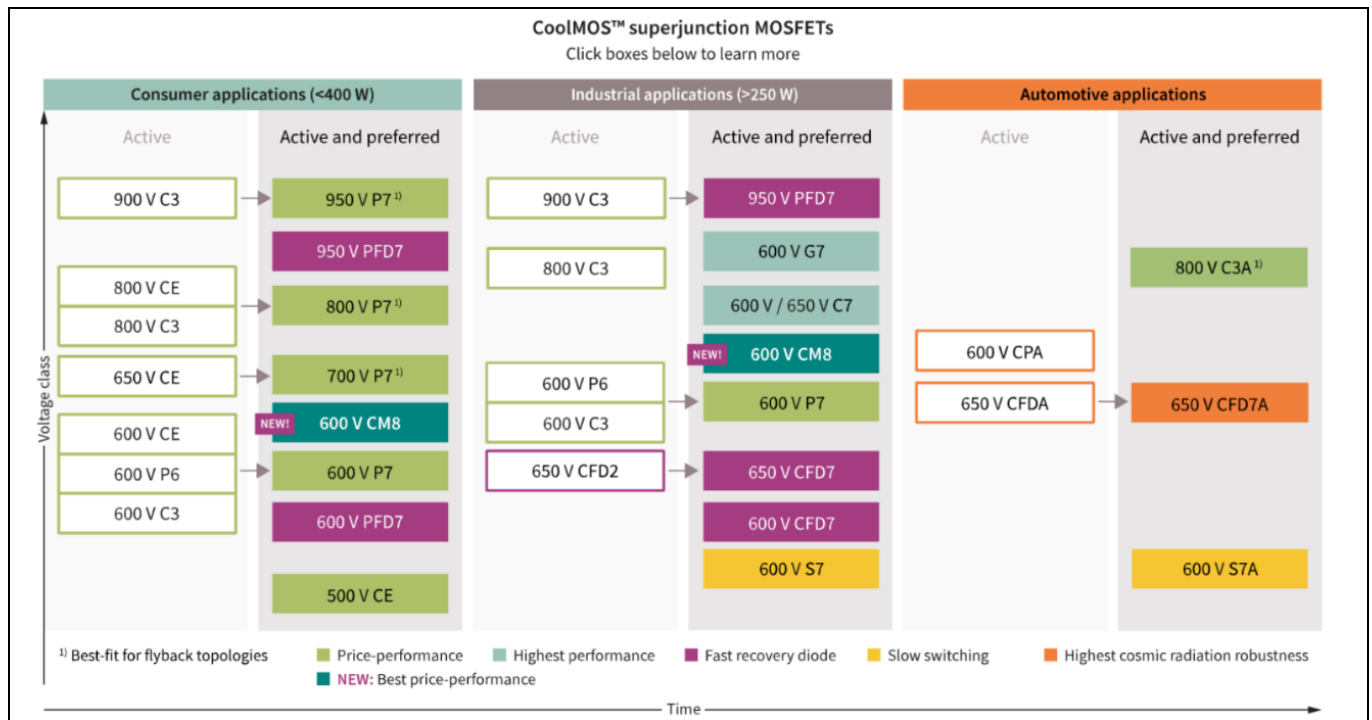 CoolMOS™ superjunction MOSFETs
Click boxes below to learn more
Consumer applications (<400 W)
Active
Active and preferred
900 V C3
950 V P7 1)
950 V PFD7
800 V CE
800 V C3
800 V P7 1)
650 V CE
700 V P7 1)
NEW!
600 V CM8
600 V CE
600 V P6
600 V C3
600 V P7
600 V PFD7
500 V CE
Industrial applications (>250 W)
Active
Active and preferred
900 V C3
950 V PFD7
800 V C3
600 V G7
600 V / 650 V C7
NEW!
600 V CM8
600 V P6
600 V C3
600 V P7
650 V CFD2
650 V CFD7
600 V CFD7
600 V S7
Automotive applications
Active
Active and preferred
800 V C3A 1)
600 V CPA
650 V CFDA
650 V CFD7A
600 V S7A
Voltage class
1) Best-fit for flyback topologies
Price-performance
Highest performance
Fast recovery diode
Slow switching
Highest cosmic radiation robustness
NEW: Best price-performance
Time